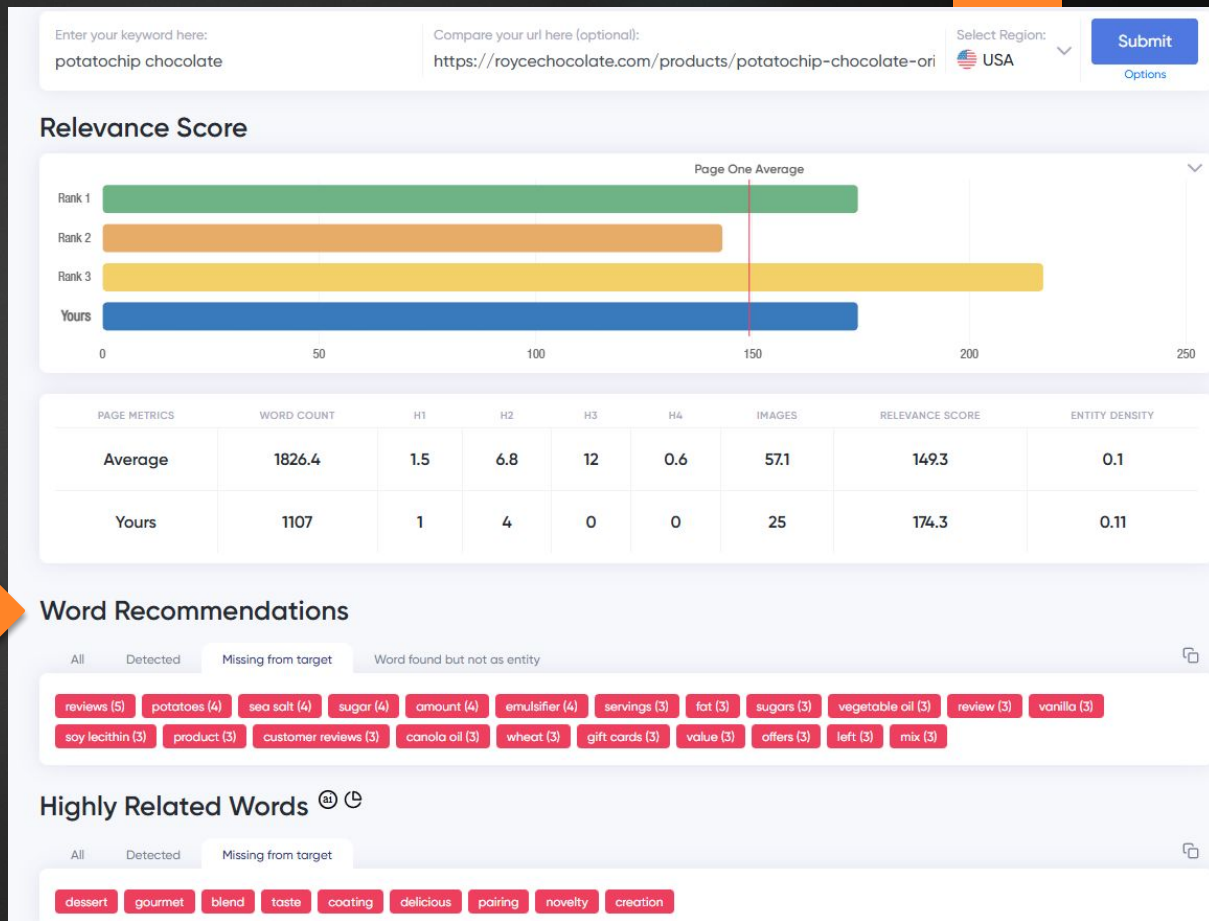 Enter your keyword here: Compare your url here (optional): Select Region:
potatochip chocolate https://roycechocolate.com/products/potatochip-chocolate-ori USA Submit
Options
Relevance Score
Page One Average
Rank 1
Rank 2
Rank 3
Yours
0 50 100 150 200 250
PAGE METRICS WORD COUNT H1 H2 H3 H4 IMAGES RELEVANCE SCORE ENTITY DENSITY
Average 1826.4 1.5 6.8 12 0.6 57.1 149.3 0.1
Yours 1107 1 4 0 0 25 174.3 0.11
Word Recommendations
All Detected Missing from target Word found but not as entity
reviews (5) potatoes (4) sea salt (4) sugar (4) amount (4) emulsifier (4) servings (3) fat (3) sugars (3) vegetable oil (3) review (3) vanilla (3)
soy lecithin (3) product (3) customer reviews (3) canola oil (3) wheat (3) gift cards (3) value (3) offers (3) left (3) mix (3)
Highly Related Words
All Detected Missing from target
dessert gourmet blend taste coating delicious pairing novelty creation